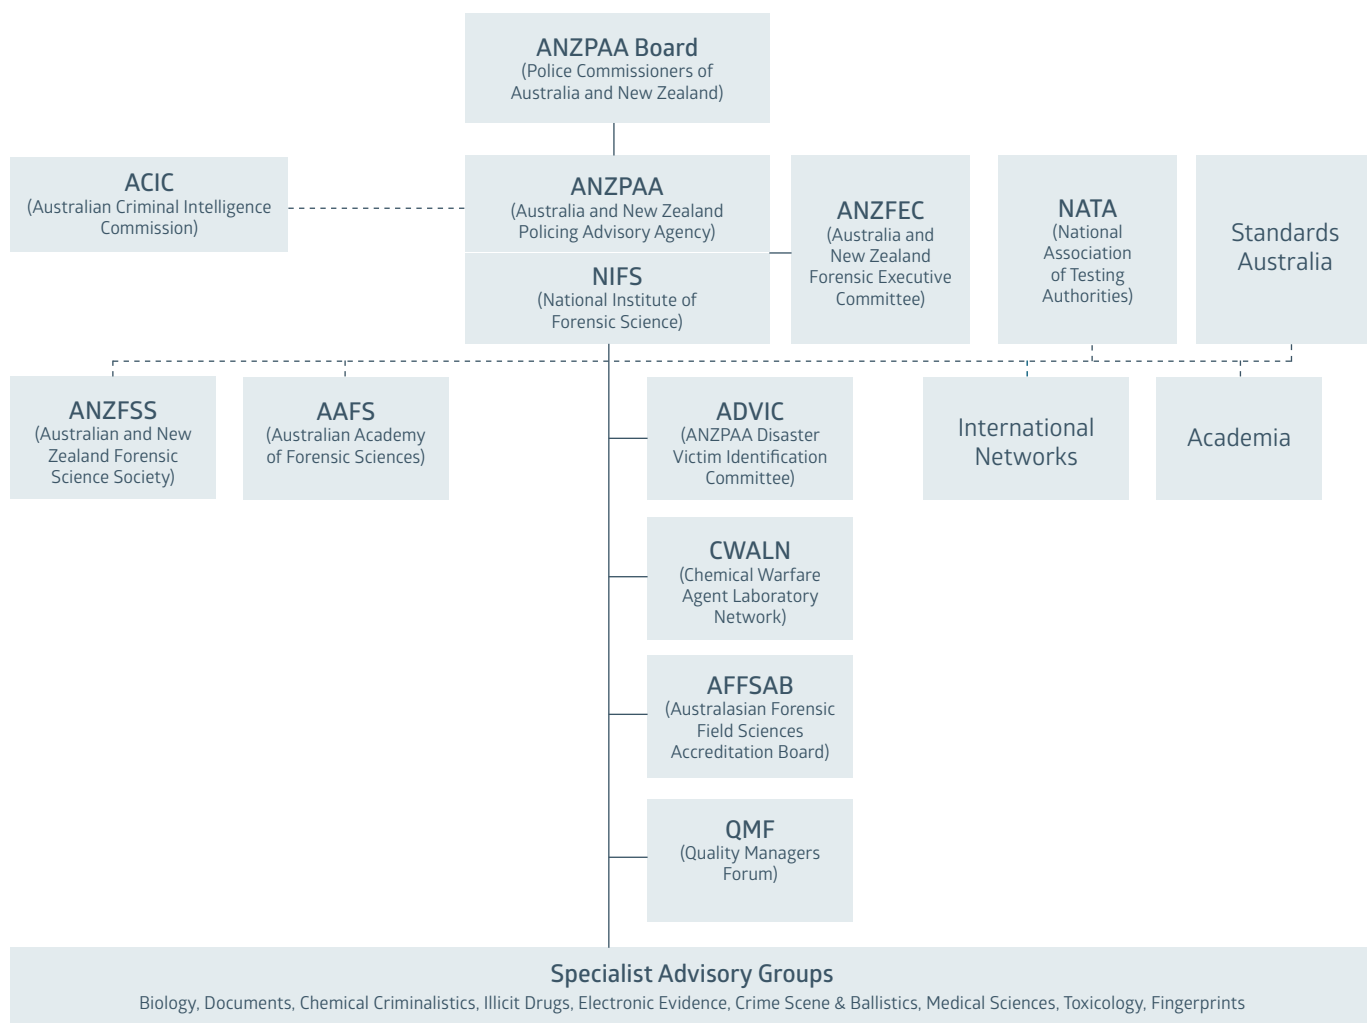 ANZPAA Board
(Police Commissioners of
Australia and New Zealand)
ACIC
(Australian Criminal Intelligence
Commission)
ANZPAA
(Australia and New Zealand
Policing Advisory Agency)
NIFS
(National Institute of
Forensic Science)
ANZFEC
(Australia and
New Zealand
Forensic Executive
Committee)
NATA
(National
Association
of Testing
Authorities)
Standards
Australia
ANZFSS
(Australian and New
Zealand Forensic
Science Society)
AAFS
(Australian Academy
of Forensic Sciences)
ADVIC
(ANZPAA Disaster
Victim Identification
Committee)
International
Networks
Academia
CWALN
(Chemical Warfare
Agent Laboratory
Network)
AFFSAB
(Australasian Forensic
Field Sciences
Accreditation Board)
QMF
(Quality Managers
Forum)
Specialist Advisory Groups
Biology, Documents, Chemical Criminalistics, Illicit Drugs, Electronic Evidence, Crime Scene & Ballistics, Medical Sciences, Toxicology, Fingerprints